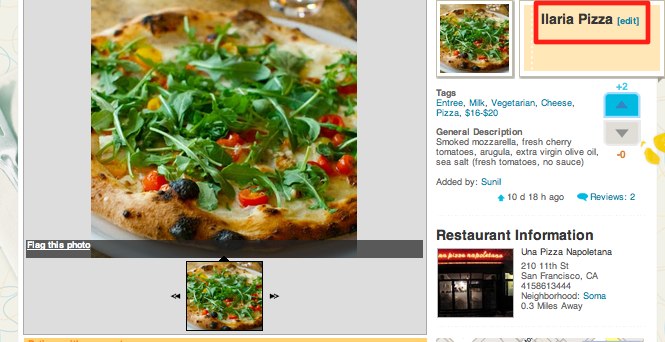 Ilaria Pizza [edit]
+2
Tags
Entree, Milk, Vegetarian, Cheese,
Pizza, $16-$20
General Description
Smoked mozzarella, fresh cherry
tomatoes, arugula, extra virgin olive oil,
sea salt (fresh tomatoes, no sauce)
-0
Added by: Sunil
10 d 18 h ago Reviews: 2
Flag this photo
Restaurant Information
una pizza napoletana
Una Pizza Napoletana
210 11th St
San Francisco, CA
4158613444
Neighborhood: Soma
0.3 Miles Away